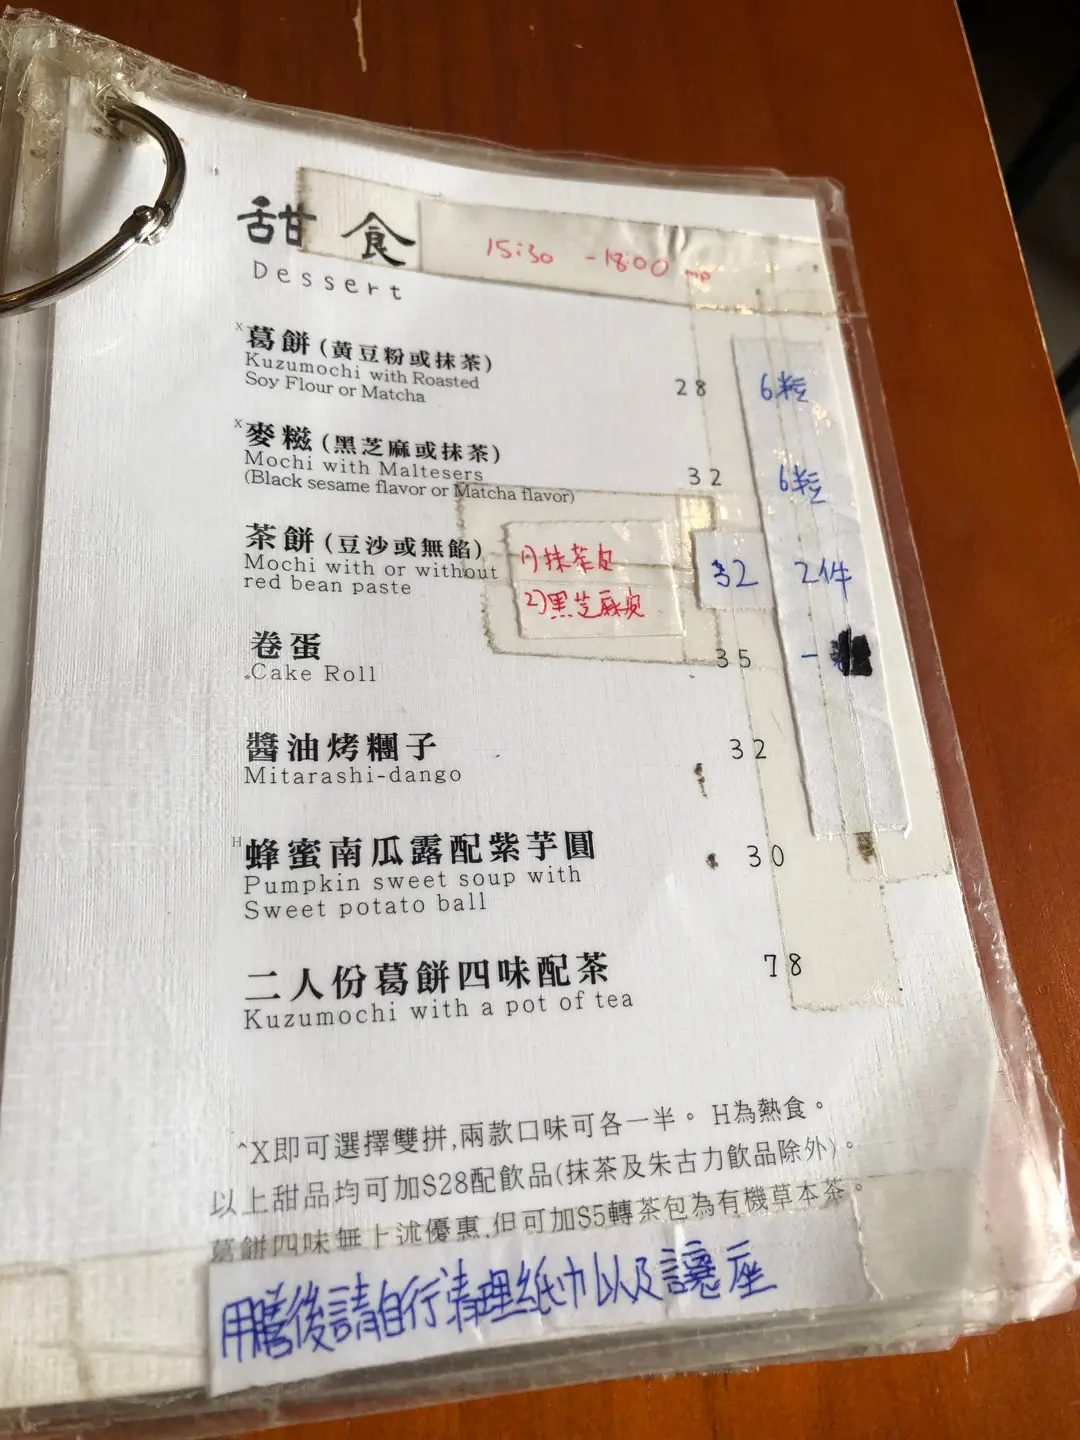 甜食
15:30 -18:00 mp
Dessert
X葛餅(黃豆粉或抹茶)
Kuzumochi with Roasted
Soy Flour or Matcha
28 6粒
X麥糍(黑芝麻或抹茶)
Mochi with Maltesers
(Black sesame flavor or Matcha flavor)
32 6粒
茶餅(豆沙或無餡)
Mochi with or without
red bean paste
1)抹茶皮
2)黑芝麻皮
32 2件
卷蛋
Cake Roll
35 一
醬油烤糰子
Mitarashi-dango
32
H蜂蜜南瓜露配紫芋圓
Pumpkin sweet soup with
Sweet potato ball
30
二人份葛餅四味配茶
Kuzumochi with a pot of tea
78
^X即可選擇雙拼,兩款口味可各一半。 H為熱食。
以上甜品均可加S28配飲品(抹茶及朱古力飲品除外)。
葛餅四味無上述優惠,但可加S5轉茶包為有機草本茶。
用膳後請自行清理紙巾以及讓座